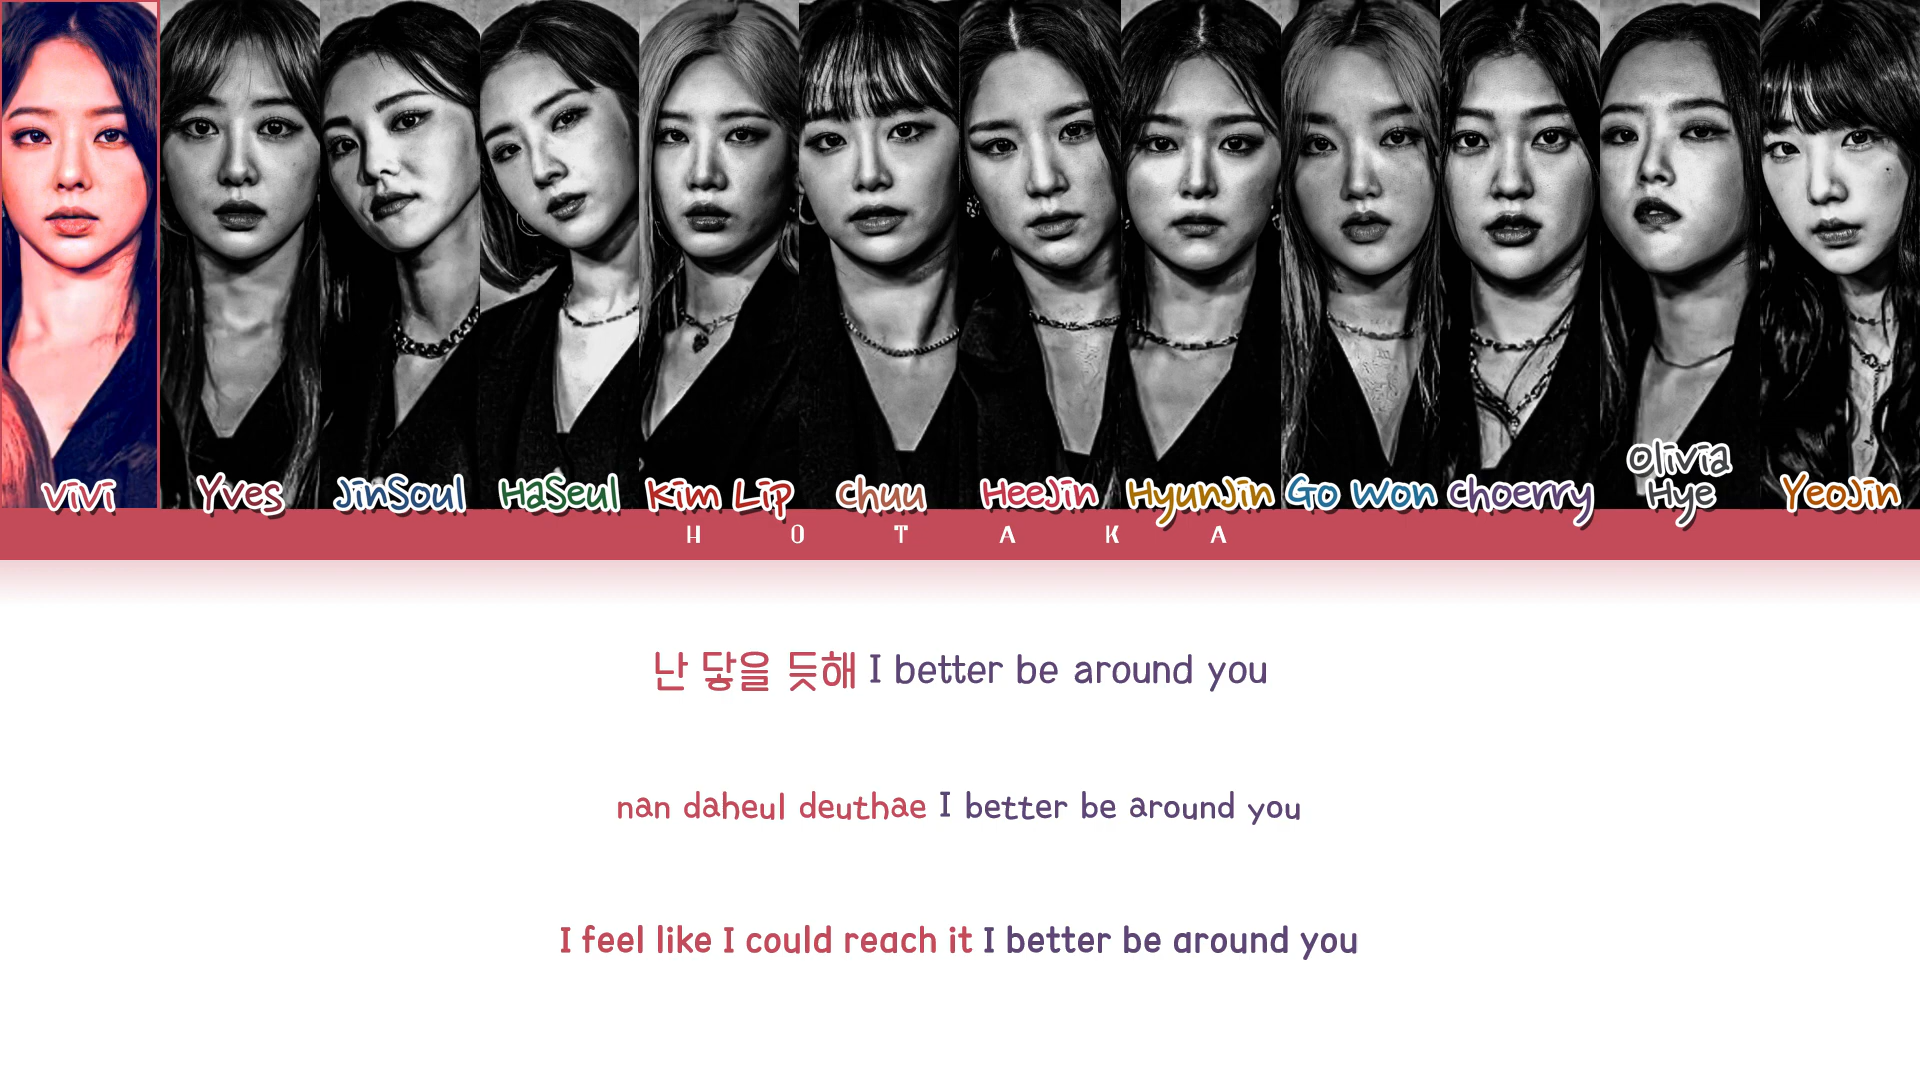 ViVi Yves JinSoul HaSeul Kim Lip Chuu HeeJin HyunJin Go Won Choerry Olivia Hye YeoJin
H O T A K A
난 닿을 듯해 I better be around you
nan daheul deuthae I better be around you
I feel like I could reach it I better be around you